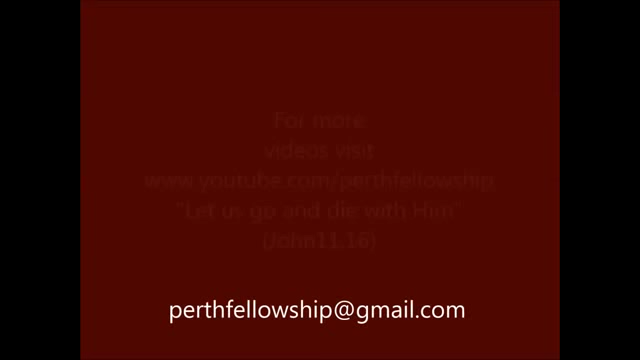 For more
videos visit
www.youtube.com/perthfellowship
"Let us go and die with Him"
(John11.16)
perthfellowship@gmail.com